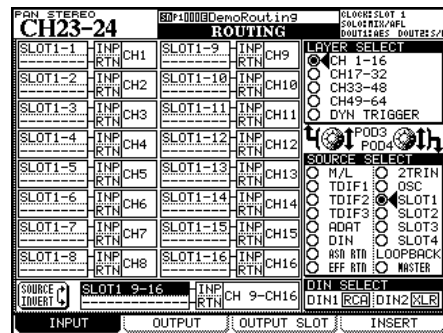 PAN STEREO
CH23-24
P1000 DemoRouting
ROUTING
CLOCK:SLOT 1
SOLO:MIX/AFL
DOUT1:AES DOUT2:S/
SLOT1-1 INP RTN CH1
SLOT1-9 INP RTN CH9
SLOT1-2 INP RTN CH2
SLOT1-10 INP RTN CH10
SLOT1-3 INP RTN CH3
SLOT1-11 INP RTN CH11
SLOT1-4 INP RTN CH4
SLOT1-12 INP RTN CH12
SLOT1-5 INP RTN CH5
SLOT1-13 INP RTN CH13
SLOT1-6 INP RTN CH6
SLOT1-14 INP RTN CH14
SLOT1-7 INP RTN CH7
SLOT1-15 INP RTN CH15
SLOT1-8 INP RTN CH8
SLOT1-16 INP RTN CH16
LAYER SELECT
CH 1-16
CH17-32
CH33-48
CH49-64
DYN TRIGGER
POD3
POD4
SOURCE SELECT
M/L 2TRIN
TDIF1 OSC
TDIF2 SLOT1
TDIF3 SLOT2
ADAT SLOT3
DIN SLOT4
ASN RTN LOOPBACK
EFF RTN MASTER
SOURCE INVERT
SLOT1 9-16 INP RTN CH 9-CH16
DIN SELECT
DIN1 RCA DIN2 XLR
INPUT OUTPUT OUTPUT SLOT INSERT